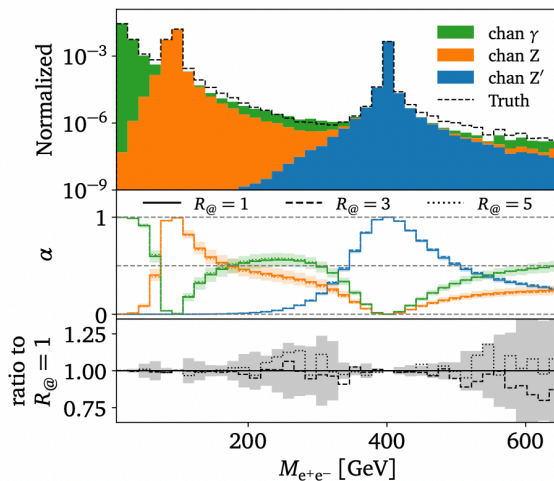 Normalized
10⁻³
10⁻⁶
10⁻⁹
chan γ
chan Z
chan Z′
Truth
R@ = 1
R@ = 3
R@ = 5
α
1
0
ratio to
R@ = 1
1.25
1.00
0.75
200
400
600
Mₑ⁺ₑ⁻ [GeV]